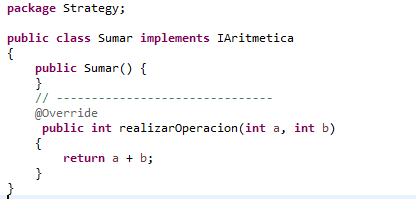 package Strategy;
public class Sumar implements IAritmetica
{
    public Sumar() {
    }
    // -------------------------------
    @Override
     public int realizarOperacion(int a, int b)
    {
        return a + b;
    }
}